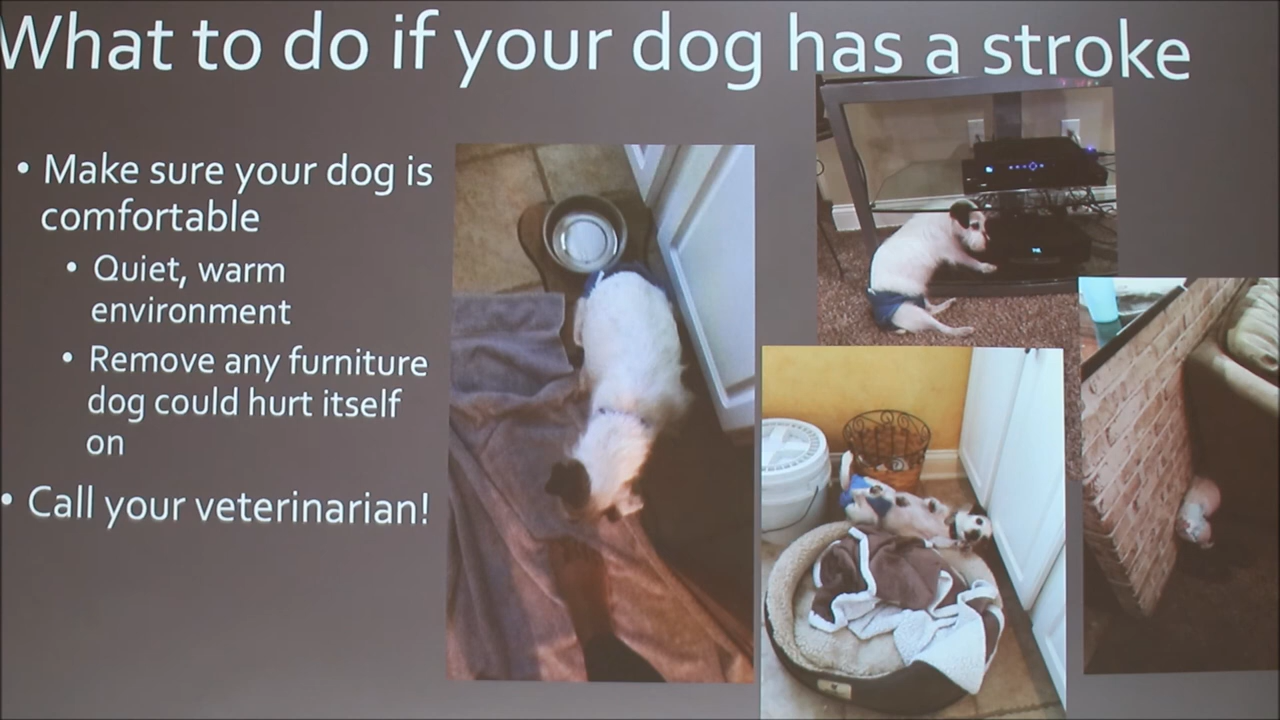 What to do if your dog has a stroke
• Make sure your dog is
comfortable
• Quiet, warm
environment
• Remove any furniture
dog could hurt itself
on
• Call your veterinarian!